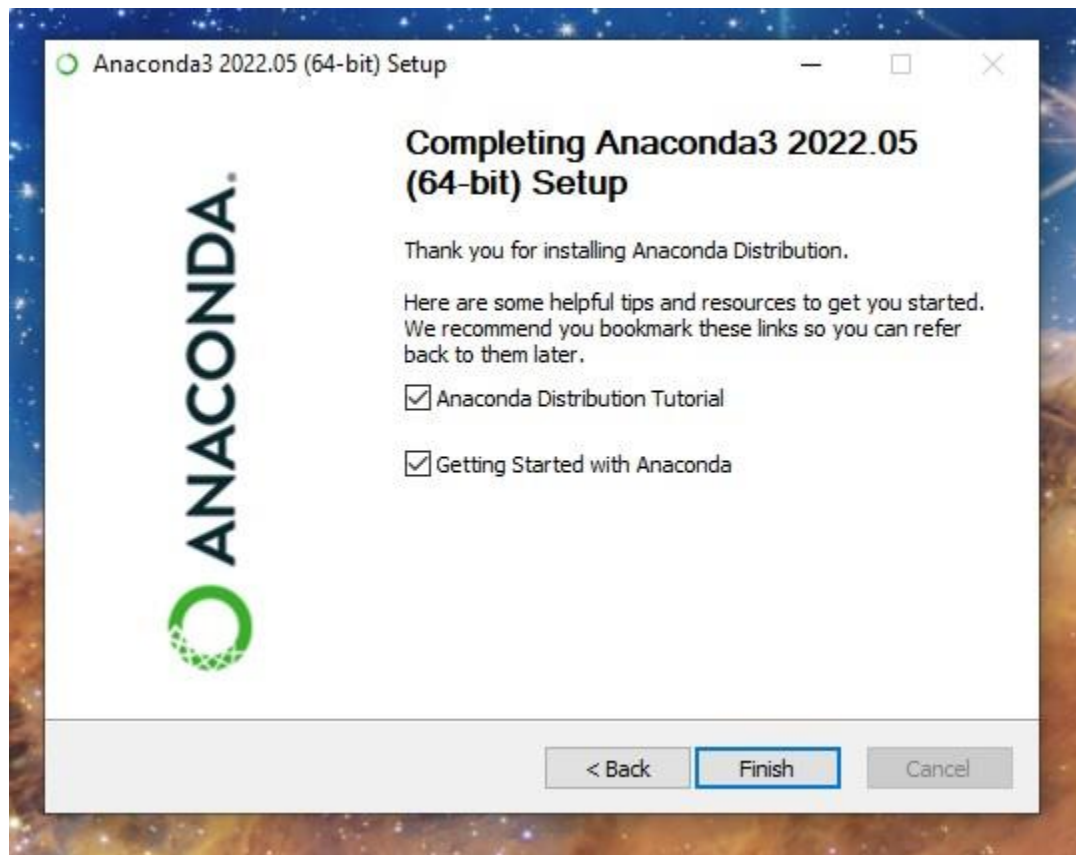 Anaconda3 2022.05 (64-bit) Setup
Completing Anaconda3 2022.05
(64-bit) Setup
ANACONDA.
Thank you for installing Anaconda Distribution.
Here are some helpful tips and resources to get you started.
We recommend you bookmark these links so you can refer
back to them later.
Anaconda Distribution Tutorial
Getting Started with Anaconda
< Back
Finish
Cancel